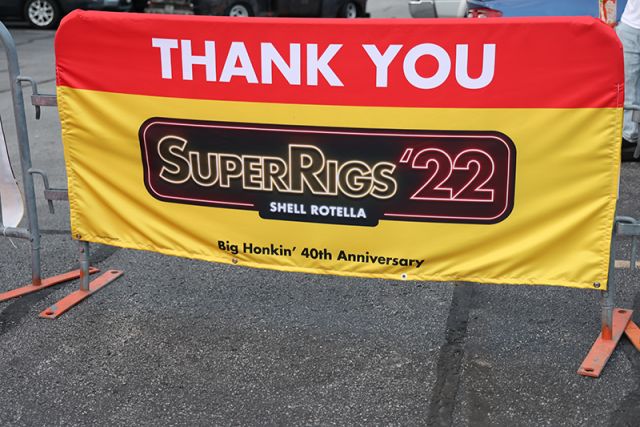 THANK YOU
SUPERRIGS '22
SHELL ROTELLA
Big Honkin' 40th Anniversary